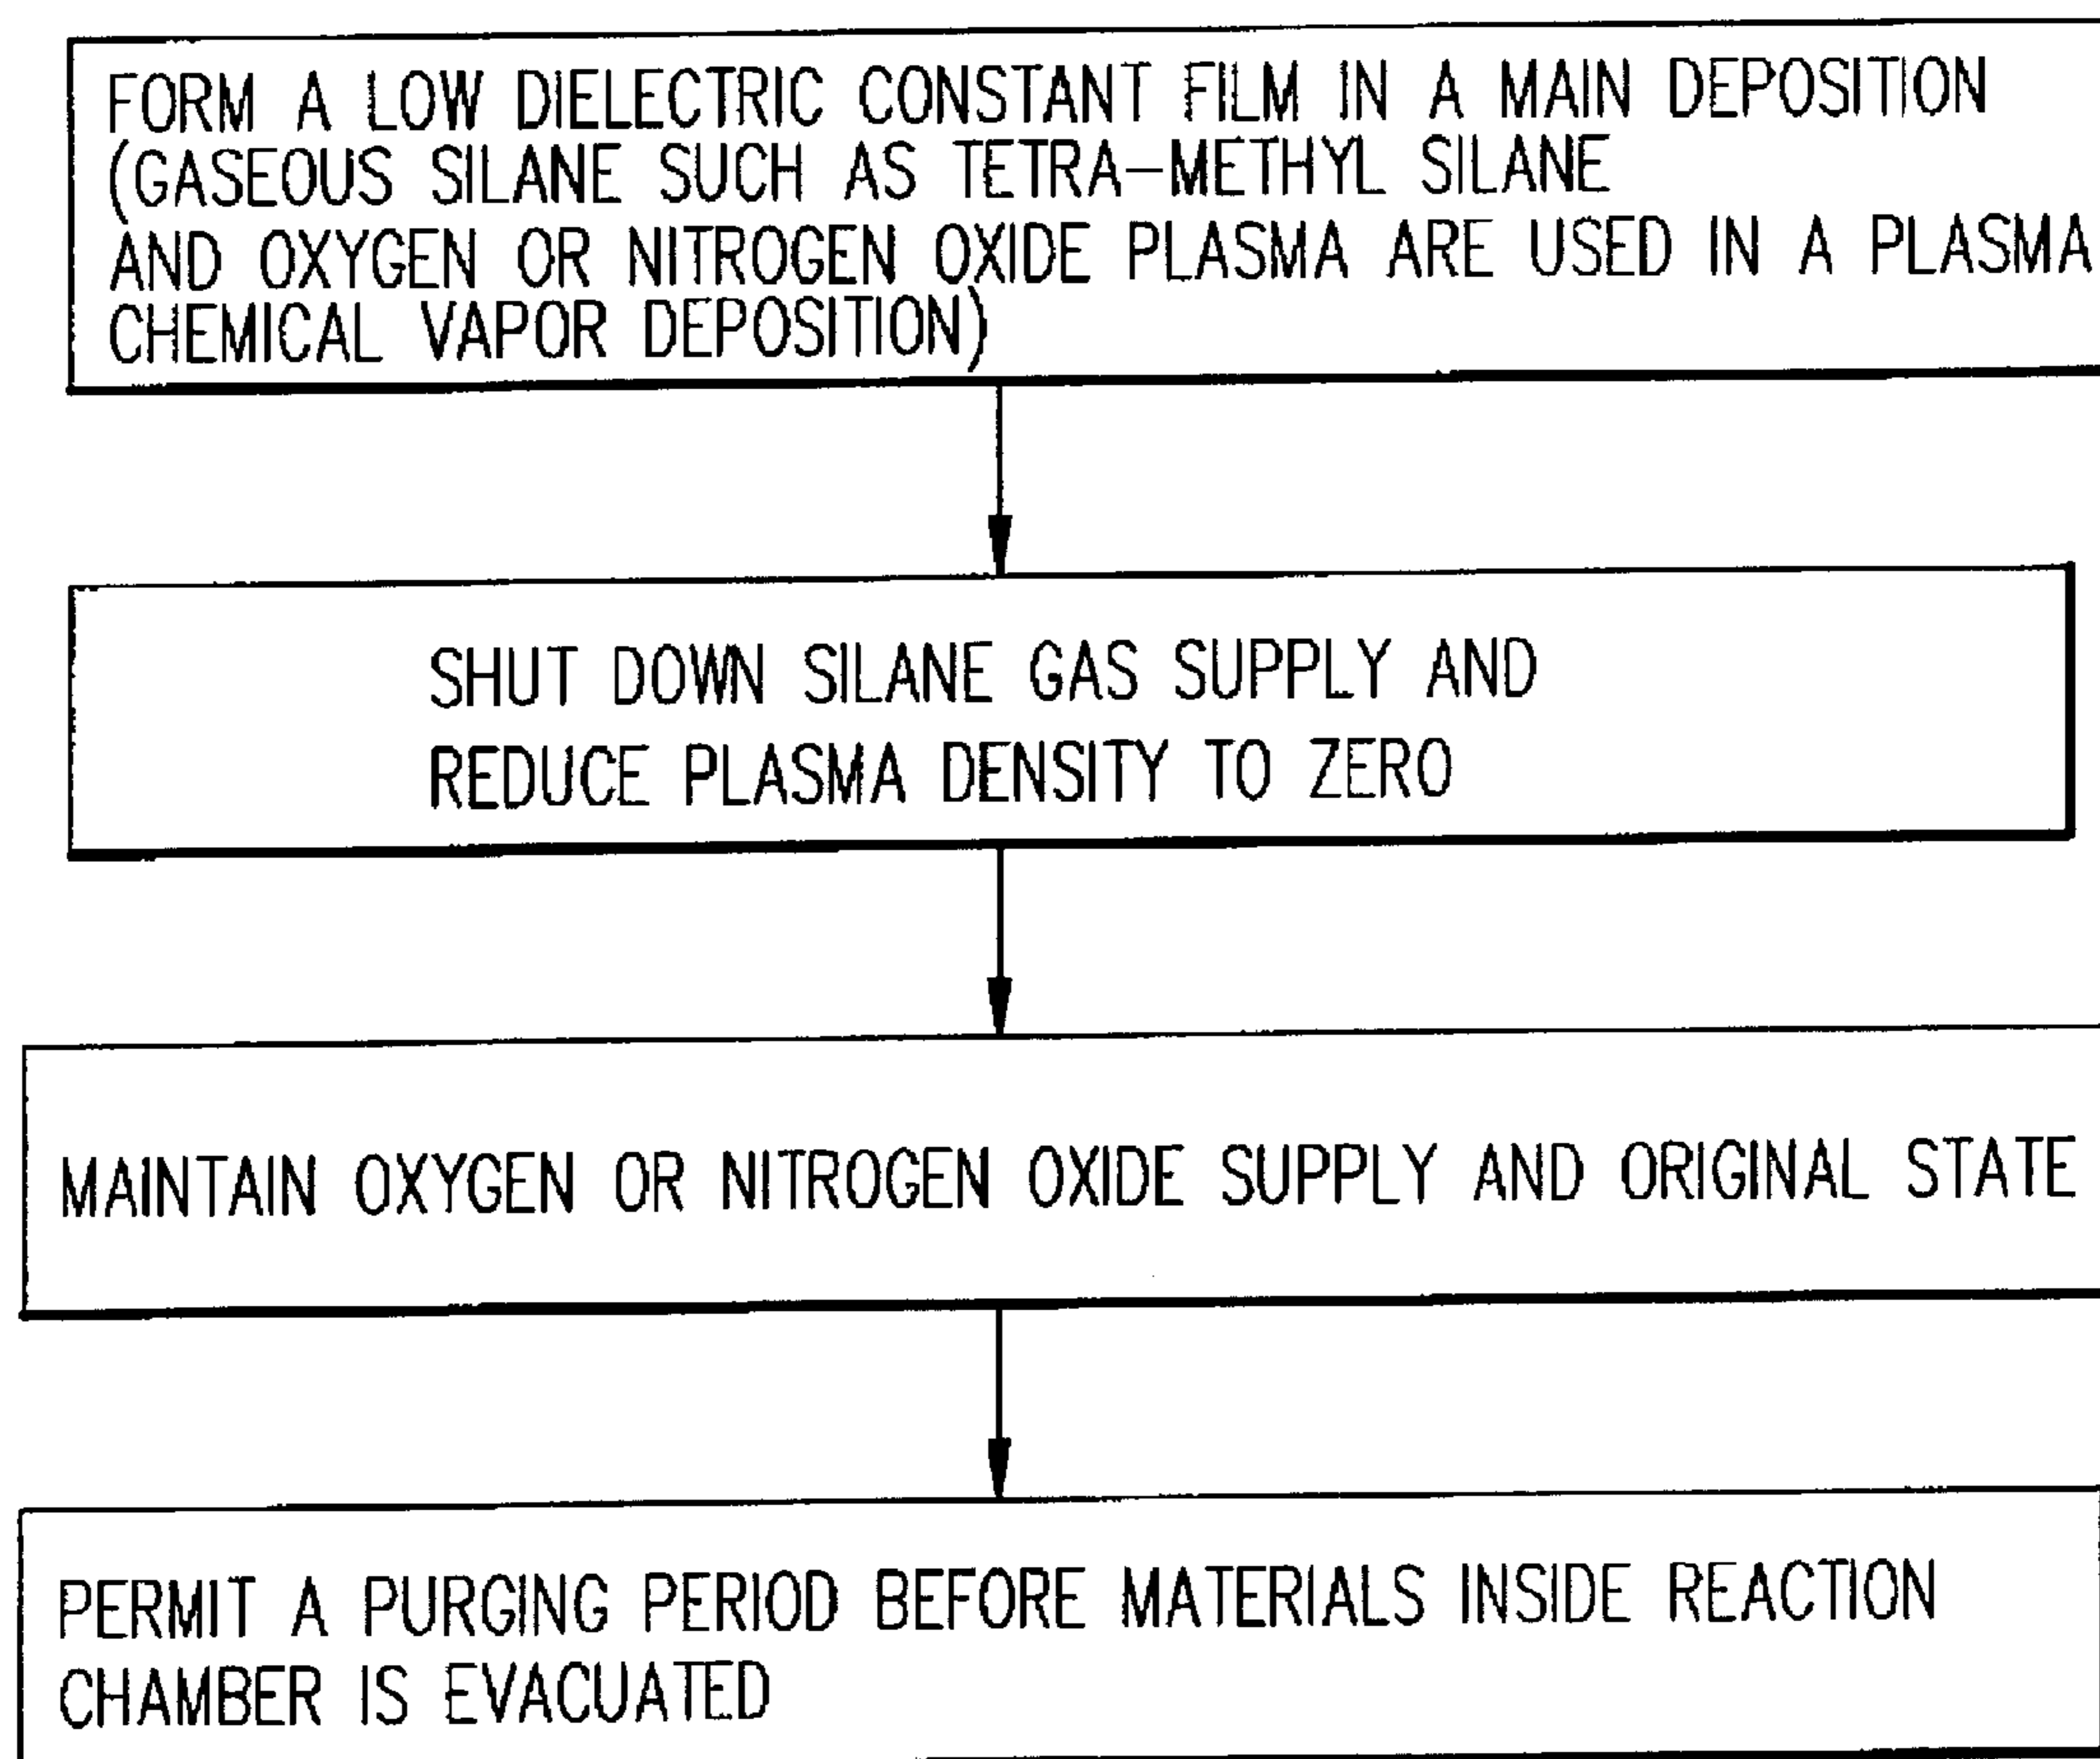 FORM A LOW DIELECTRIC CONSTANT FILM IN A MAIN DEPOSITION
(GASEOUS SILANE SUCH AS TETRA-METHYL SILANE
AND OXYGEN OR NITROGEN OXIDE PLASMA ARE USED IN A PLASMA
CHEMICAL VAPOR DEPOSITION)
SHUT DOWN SILANE GAS SUPPLY AND
REDUCE PLASMA DENSITY TO ZERO
MAINTAIN OXYGEN OR NITROGEN OXIDE SUPPLY AND ORIGINAL STATE
PERMIT A PURGING PERIOD BEFORE MATERIALS INSIDE REACTION
CHAMBER IS EVACUATED